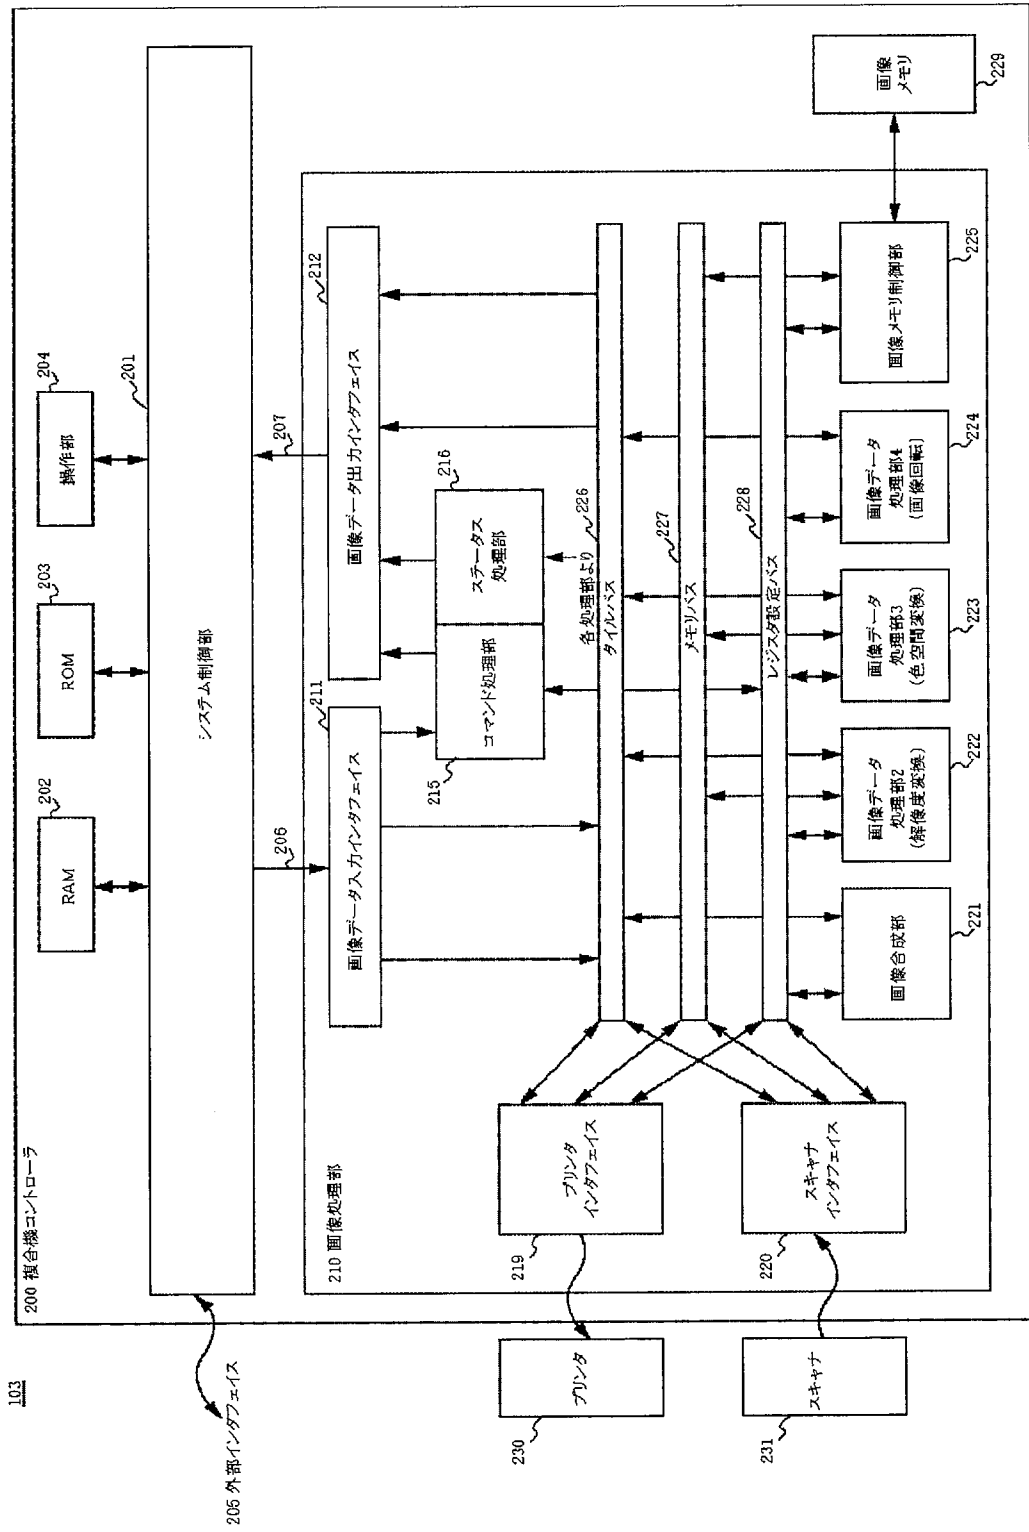 103
200 複合機コントローラ
RAM
202
ROM
203
操作部
204
システム制御部
201
205 外部インタフェイス
206
207
210 画像処理部
画像データ入力インタフェイス
211
画像データ出力インタフェイス
212
コマンド処理部
215
ステータス
処理部
216
各処理部より
タイルバス
226
メモリバス
227
レジスタ設定バス
228
プリンタ
インタフェイス
219
スキャナ
インタフェイス
220
画像合成部
221
画像データ
処理部2
(解像度変換)
222
画像データ
処理部3
(色空間変換)
223
画像データ
処理部4
(画像回転)
224
画像メモリ制御部
225
画像
メモリ
229
プリンタ
230
スキャナ
231